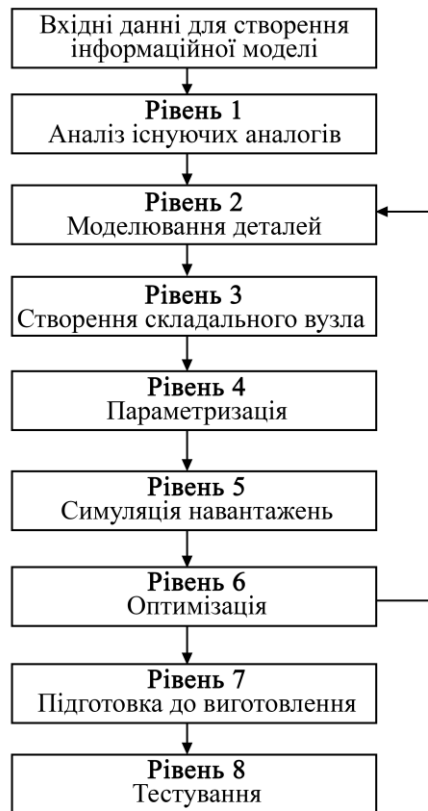 Вхідні данні для створення
інформаційної моделі
Рівень 1
Аналіз існуючих аналогів
Рівень 2
Моделювання деталей
Рівень 3
Створення складального вузла
Рівень 4
Параметризація
Рівень 5
Симуляція навантажень
Рівень 6
Оптимізація
Рівень 7
Підготовка до виготовлення
Рівень 8
Тестування